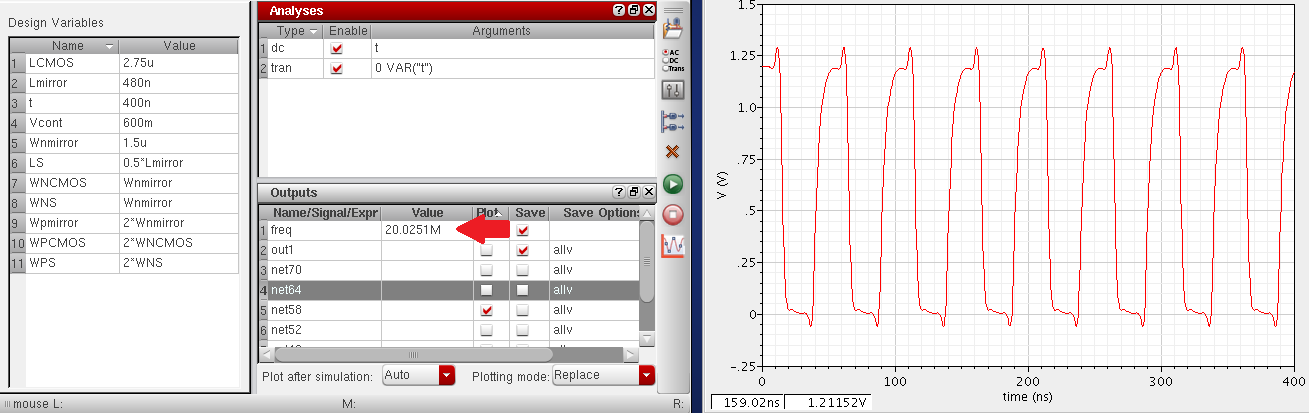 Design Variables
Name Value
1 LCMOS 2.75u
2 Lmirror 480n
3 t 400n
4 Vcont 600m
5 Wnmirror 1.5u
6 LS 0.5*Lmirror
7 WNCMOS Wnmirror
8 WNS Wnmirror
9 Wpmirror 2*Wnmirror
10 WPCMOS 2*WNCMOS
11 WPS 2*WNS
mouse L: M: R:
Analyses
Type Enable Arguments
1 dc t
2 tran 0 VAR("t")
Outputs
Name/Signal/Expr Value Plot Save Save Options
1 freq 20.0251M
2 out1 allv
3 net70 allv
4 net64 allv
5 net58 allv
6 net52 allv
Plot after simulation: Auto Plotting mode: Replace
AC
DC
Trans
1.5
1.25
1.0
.75
.5
.25
0
-.25
V (V)
0 100 200 300 400
time (ns)
159.02ns 1.21152V